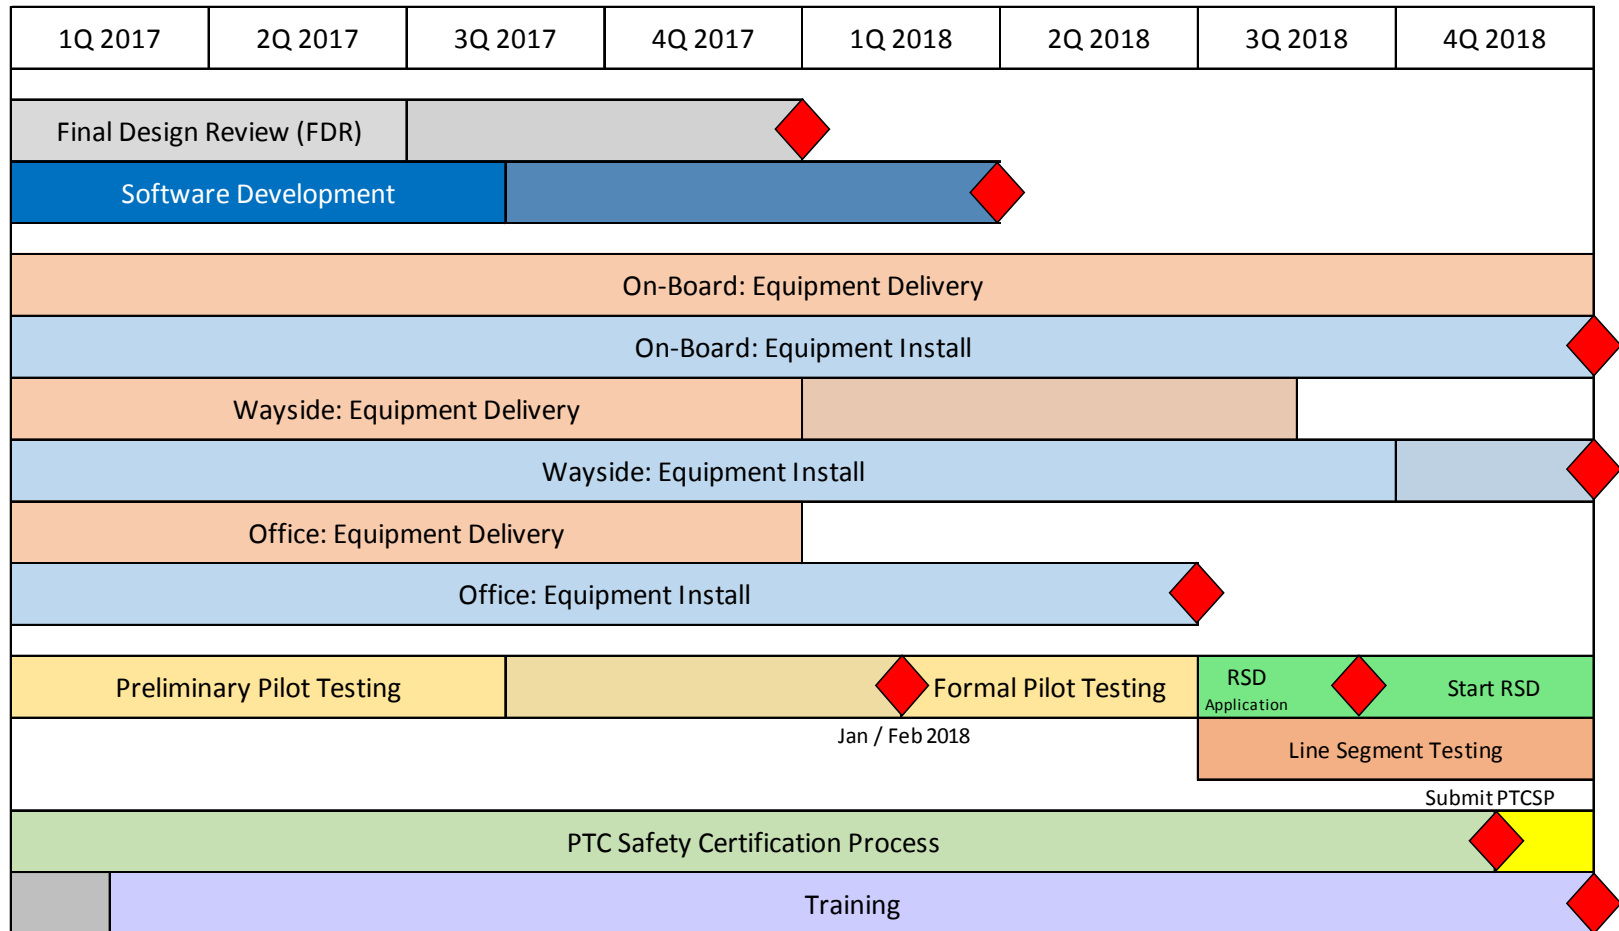 1Q 2017 2Q 2017 3Q 2017 4Q 2017 1Q 2018 2Q 2018 3Q 2018 4Q 2018
Final Design Review (FDR)
Software Development
On-Board: Equipment Delivery
On-Board: Equipment Install
Wayside: Equipment Delivery
Wayside: Equipment Install
Office: Equipment Delivery
Office: Equipment Install
Preliminary Pilot Testing
Formal Pilot Testing
RSD
Application
Start RSD
Jan / Feb 2018
Line Segment Testing
Submit PTCSP
PTC Safety Certification Process
Training